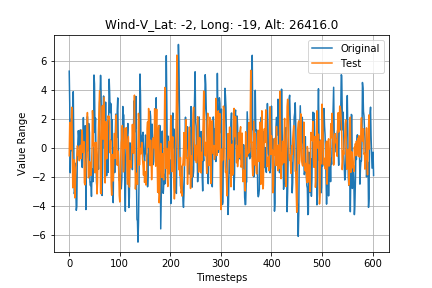 Wind-V_Lat: -2, Long: -19, Alt: 26416.0
Original
Test
Value Range
6
4
2
0
−2
−4
−6
0 100 200 300 400 500 600
Timesteps